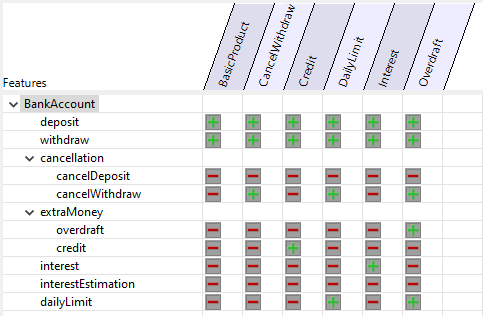 BasicProduct
CancelWithdraw
Credit
DailyLimit
Interest
Overdraft
Features
BankAccount
deposit
withdraw
cancellation
cancelDeposit
cancelWithdraw
extraMoney
overdraft
credit
interest
interestEstimation
dailyLimit